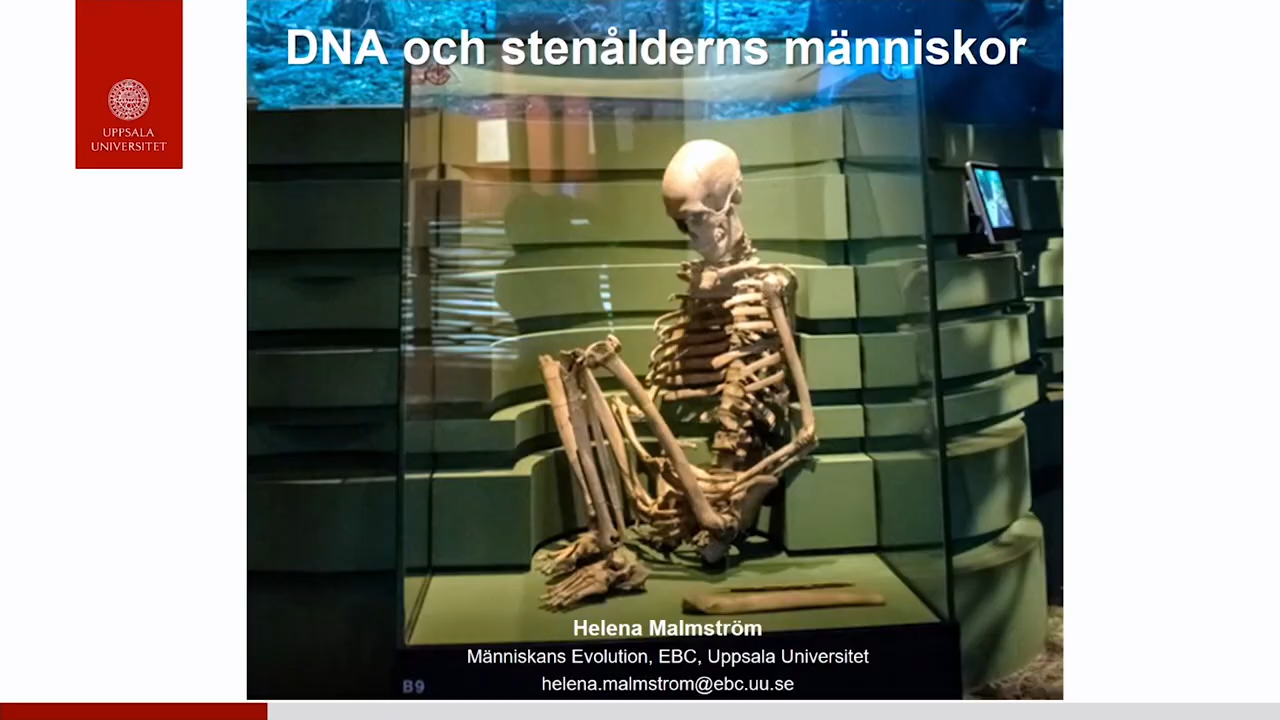 DNA och stenålderns människor
UPPSALA
UNIVERSITET
Helena Malmström
Människans Evolution, EBC, Uppsala Universitet
helena.malmstrom@ebc.uu.se
B9